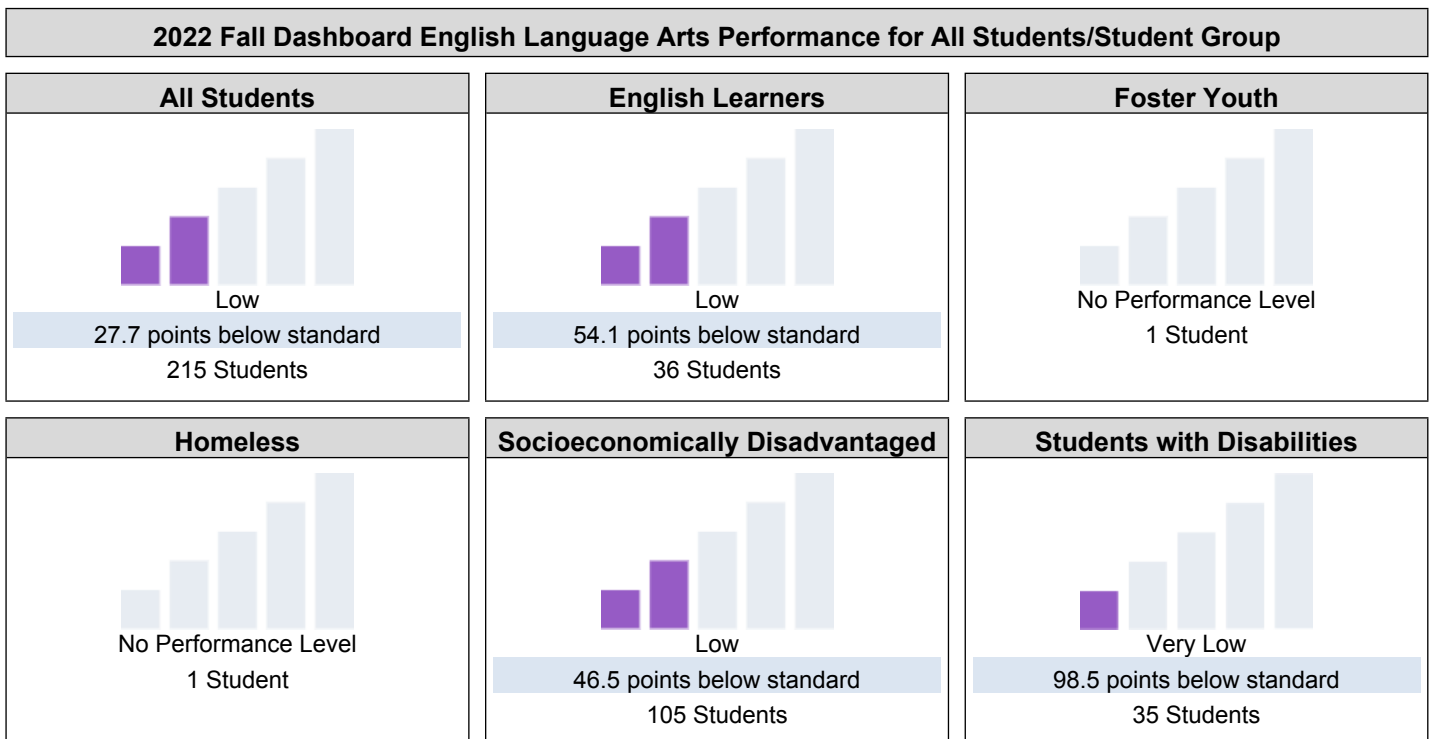 2022 Fall Dashboard English Language Arts Performance for All Students/Student Group
All Students
Low
27.7 points below standard
215 Students
English Learners
Low
54.1 points below standard
36 Students
Foster Youth
No Performance Level
1 Student
Homeless
No Performance Level
1 Student
Socioeconomically Disadvantaged
Low
46.5 points below standard
105 Students
Students with Disabilities
Very Low
98.5 points below standard
35 Students